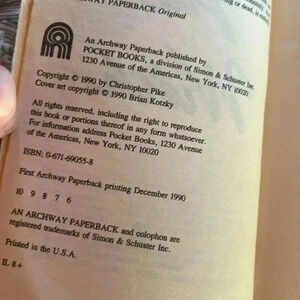 CHWAY PAPERBACK Original
An Archway Paperback published by
POCKET BOOKS, a division of Simon & Schuster Inc.
1230 Avenue of the Americas, New York, NY 10020
Copyright © 1990 by Christopher Pike
Cover art copyright © 1990 Brian Kotzky
All rights reserved, including the right to reproduce
this book or portions thereof in any form whatsoever.
For information address Pocket Books, 1230 Avenue
of the Americas, New York, NY 10020
ISBN: 0-671-69055-8
First Archway Paperback printing December 1990
10 9 8 7 6
AN ARCHWAY PAPERBACK and colophon are
registered trademarks of Simon & Schuster Inc.
Printed in the U.S.A.
IL 8+